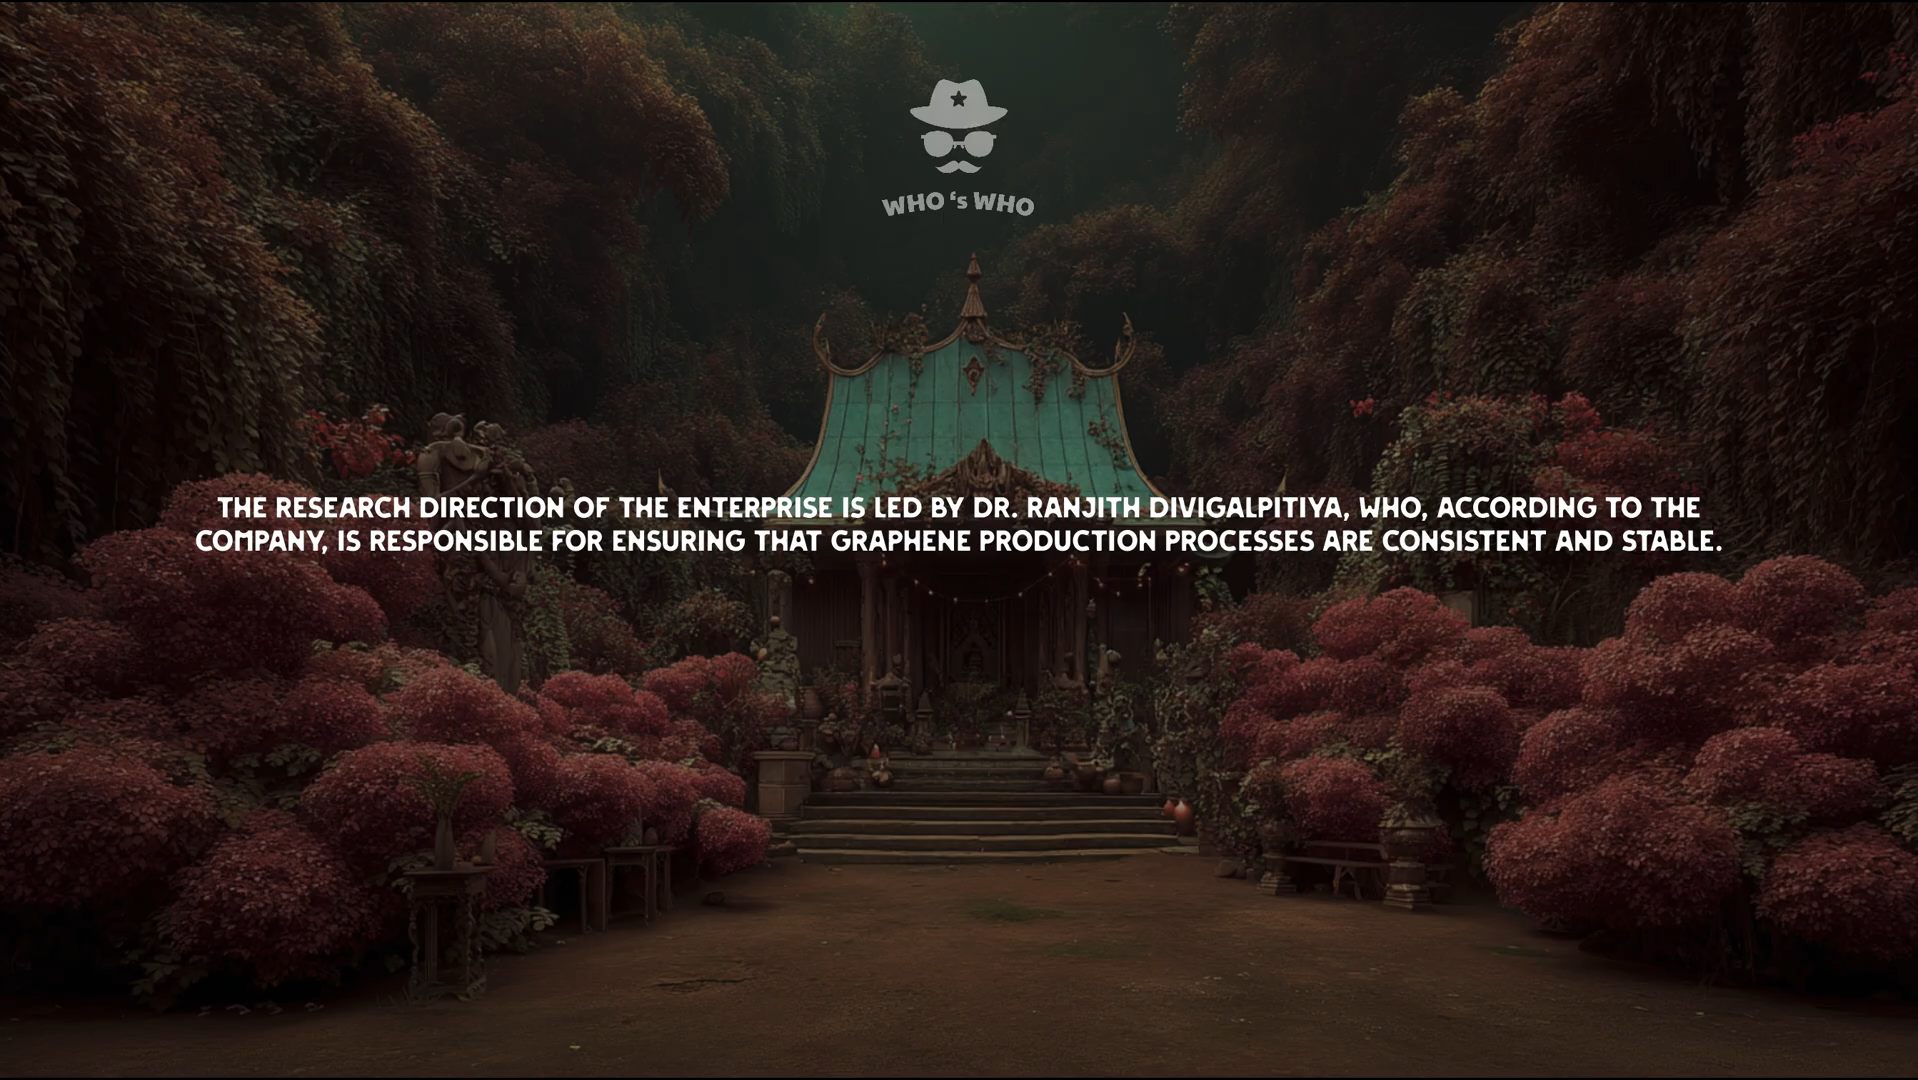 WHO 's WHO
THE RESEARCH DIRECTION OF THE ENTERPRISE IS LED BY DR. RANJITH DIVIGALPITIYA, WHO, ACCORDING TO THE
COMPANY, IS RESPONSIBLE FOR ENSURING THAT GRAPHENE PRODUCTION PROCESSES ARE CONSISTENT AND STABLE.